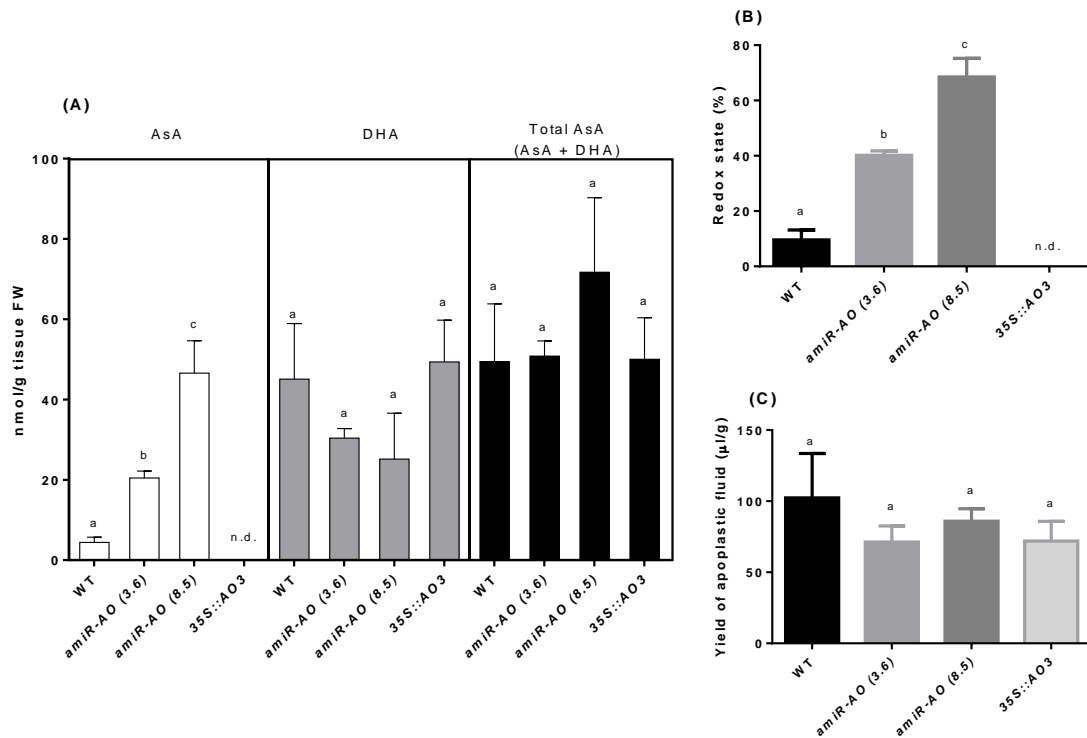 (A)
AsA
DHA
Total AsA
(AsA + DHA)
nmol/g tissue FW
100
80
60
40
20
0
a
b
c
n.d.
a
a
a
a
a
a
a
a
WT
amiR-AO (3.6)
amiR-AO (8.5)
35S::AO3
WT
amiR-AO (3.6)
amiR-AO (8.5)
35S::AO3
WT
amiR-AO (3.6)
amiR-AO (8.5)
35S::AO3
(B)
Redox state (%)
80
60
40
20
0
a
b
c
n.d.
WT
amiR-AO (3.6)
amiR-AO (8.5)
35S::AO3
(C)
Yield of apoplastic fluid (µl/g)
150
100
50
0
a
a
a
a
WT
amiR-AO (3.6)
amiR-AO (8.5)
35S::AO3